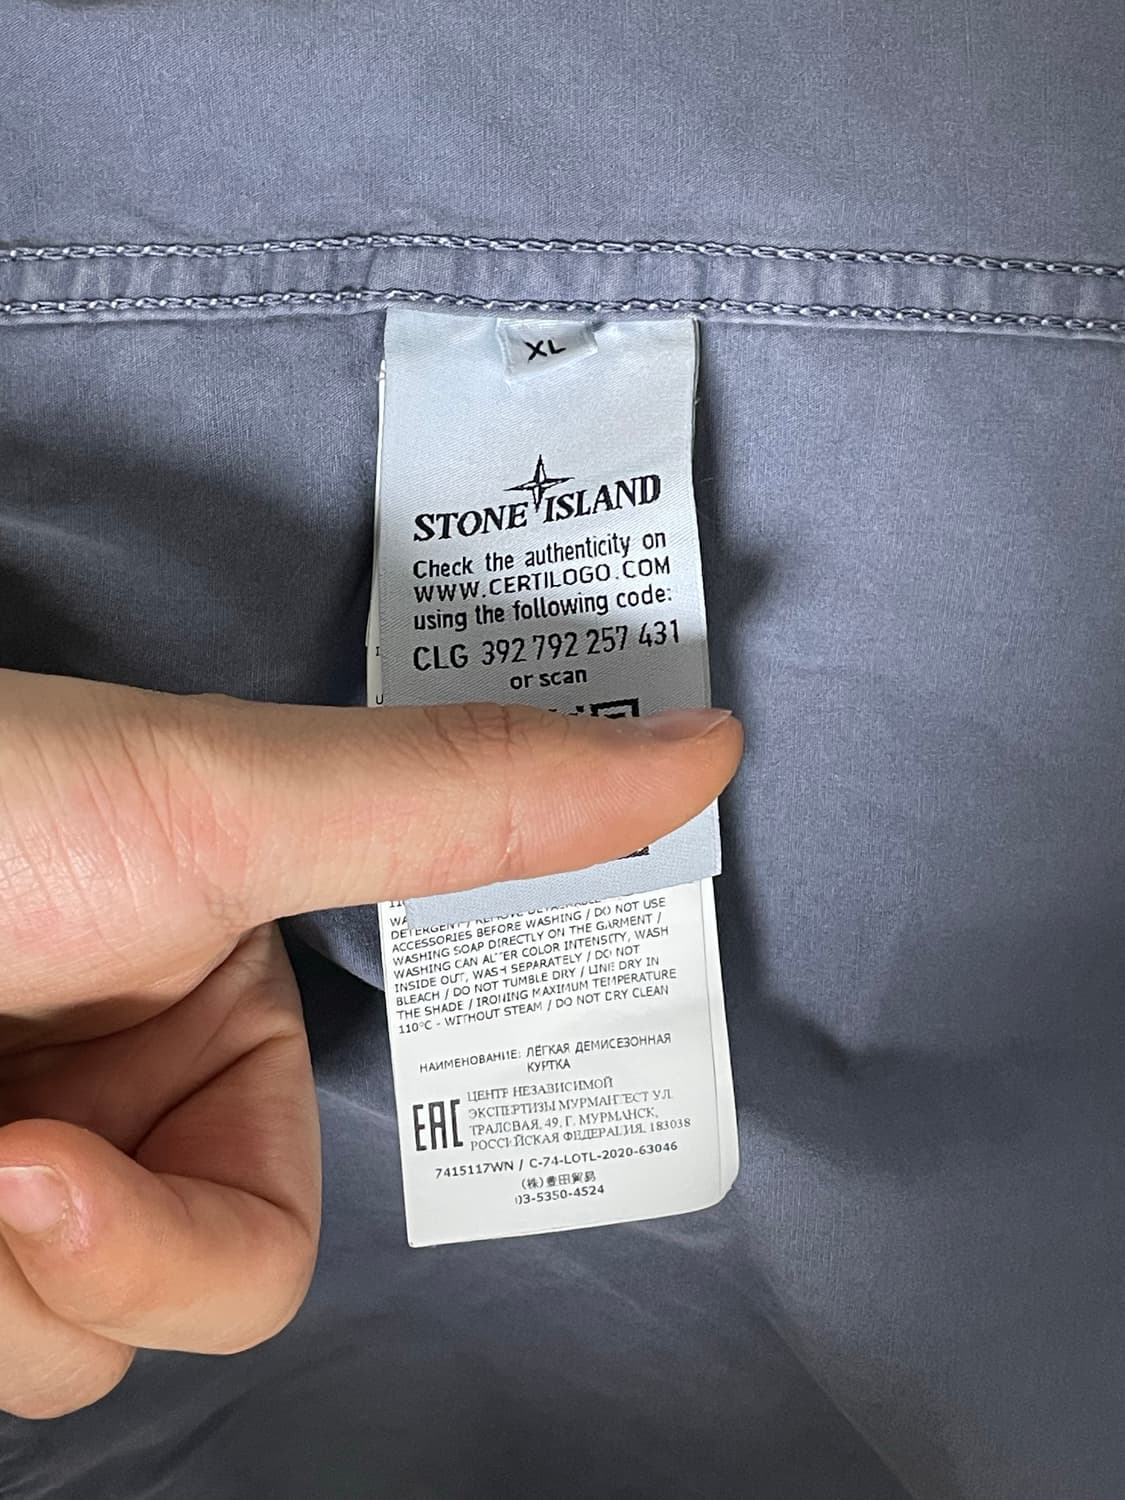 XL
STONE ISLAND
Check the authenticity on
WWW.CERTILOGO.COM
using the following code:
CLG 392 792 257 431
or scan
DETERGENT / REMOVE DETACHABLE
ACCESSORIES BEFORE WASHING / DO NOT USE
WASHING SOAP DIRECTLY ON THE GARMENT /
WASHING CAN ALTER COLOR INTENSITY, WASH
INSIDE OUT, WASH SEPARATELY / DO NOT
BLEACH / DO NOT TUMBLE DRY / LINE DRY IN
THE SHADE / IRONING MAXIMUM TEMPERATURE
110°C - WITHOUT STEAM / DO NOT DRY CLEAN
НАИМЕНОВАНИЕ: ЛЁГКАЯ ДЕМИСЕЗОННАЯ
КУРТКА
EAC
ЦЕНТР НЕЗАВИСИМОЙ
ЭКСПЕРТИЗЫ МУРМАНТЕСТ УЛ.
ТРАЛОВАЯ, 49, Г. МУРМАНСК,
РОССИЙСКАЯ ФЕДЕРАЦИЯ, 183038
7415117WN / C-74-LOTL-2020-63046
(株)豊田貿易
03-5350-4524